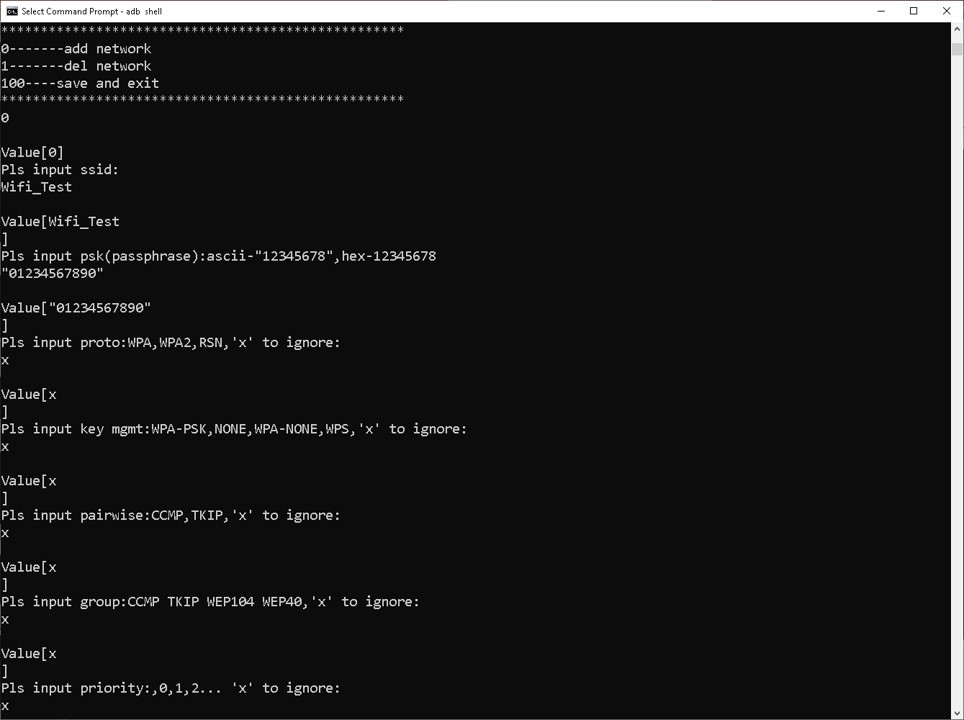 Select Command Prompt - adb shell
***************************************************
0-------add network
1-------del network
100----save and exit
***************************************************
0
Value[0]
Pls input ssid:
Wifi_Test
Value[Wifi_Test
]
Pls input psk(passphrase):ascii-"12345678",hex-12345678
"01234567890"
Value["01234567890"
]
Pls input proto:WPA,WPA2,RSN,'x' to ignore:
x
Value[x
]
Pls input key mgmt:WPA-PSK,NONE,WPA-NONE,WPS,'x' to ignore:
x
Value[x
]
Pls input pairwise:CCMP,TKIP,'x' to ignore:
x
Value[x
]
Pls input group:CCMP TKIP WEP104 WEP40,'x' to ignore:
x
Value[x
]
Pls input priority:,0,1,2... 'x' to ignore:
x